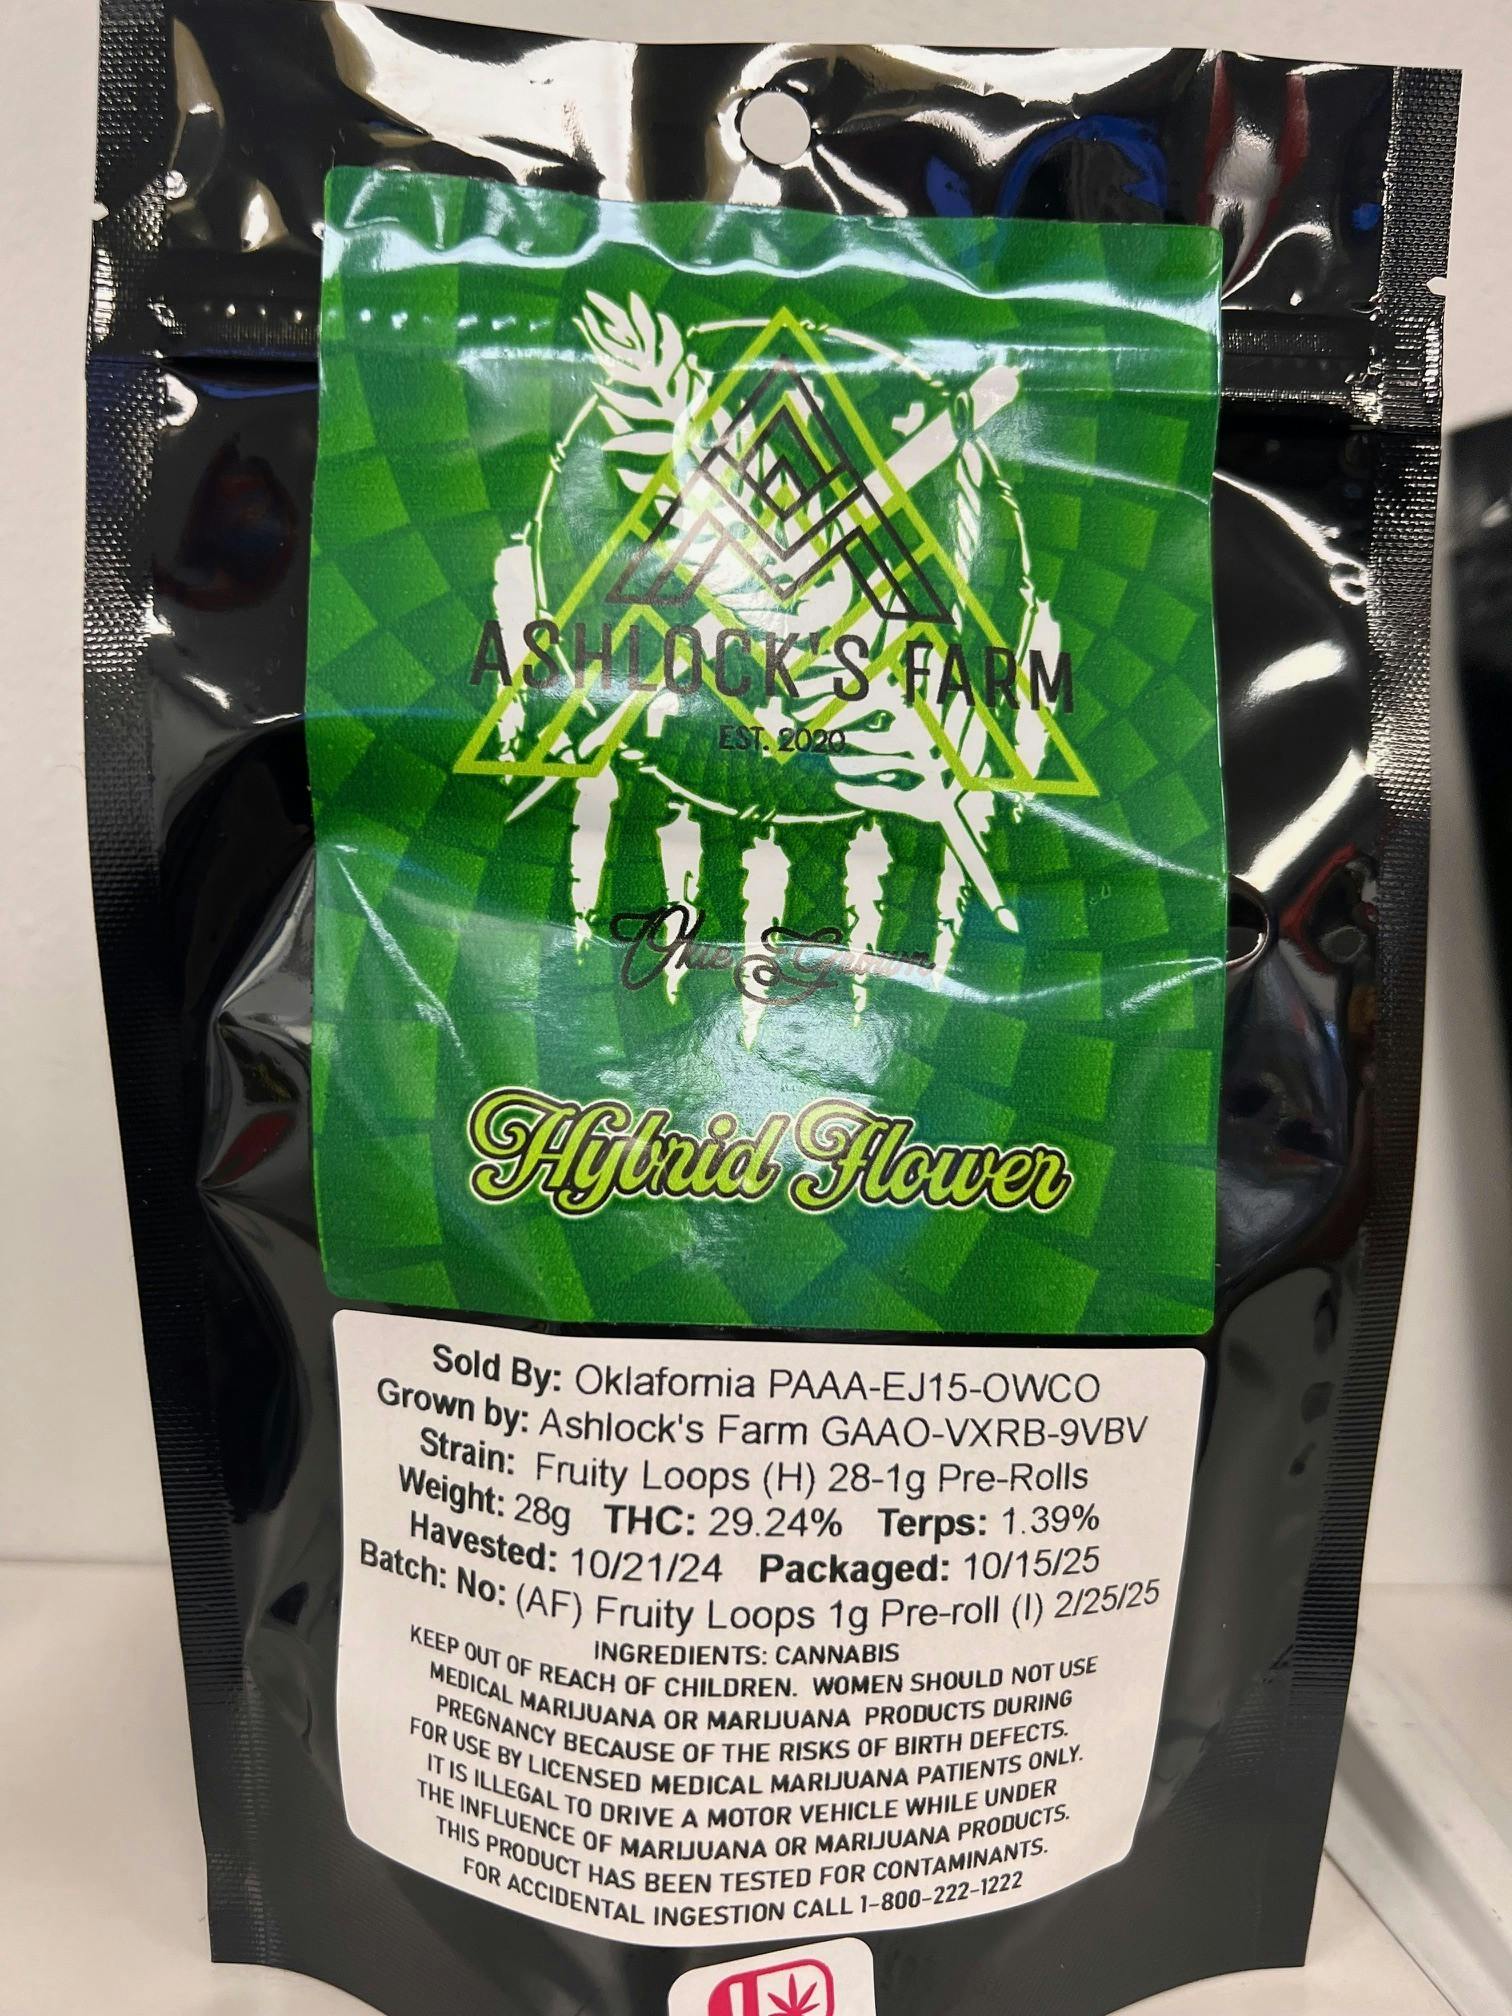 ASHLOCK'S FARM
EST. 2020
Okie Grown
Hybrid Flower
Sold By: Oklafornia PAAA-EJ15-OWCO
Grown by: Ashlock's Farm GAAO-VXRB-9VBV
Strain: Fruity Loops (H) 28-1g Pre-Rolls
Weight: 28g THC: 29.24% Terps: 1.39%
Havested: 10/21/24 Packaged: 10/15/25
Batch: No: (AF) Fruity Loops 1g Pre-roll (I) 2/25/25
INGREDIENTS: CANNABIS
KEEP OUT OF REACH OF CHILDREN. WOMEN SHOULD NOT USE
MEDICAL MARIJUANA OR MARIJUANA PRODUCTS DURING
PREGNANCY BECAUSE OF THE RISKS OF BIRTH DEFECTS.
FOR USE BY LICENSED MEDICAL MARIJUANA PATIENTS ONLY.
IT IS ILLEGAL TO DRIVE A MOTOR VEHICLE WHILE UNDER
THE INFLUENCE OF MARIJUANA OR MARIJUANA PRODUCTS.
THIS PRODUCT HAS BEEN TESTED FOR CONTAMINANTS.
FOR ACCIDENTAL INGESTION CALL 1-800-222-1222